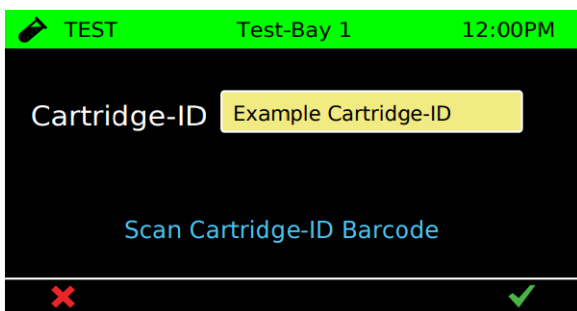 TEST Test-Bay 1 12:00PM
Cartridge-ID Example Cartridge-ID
Scan Cartridge-ID Barcode